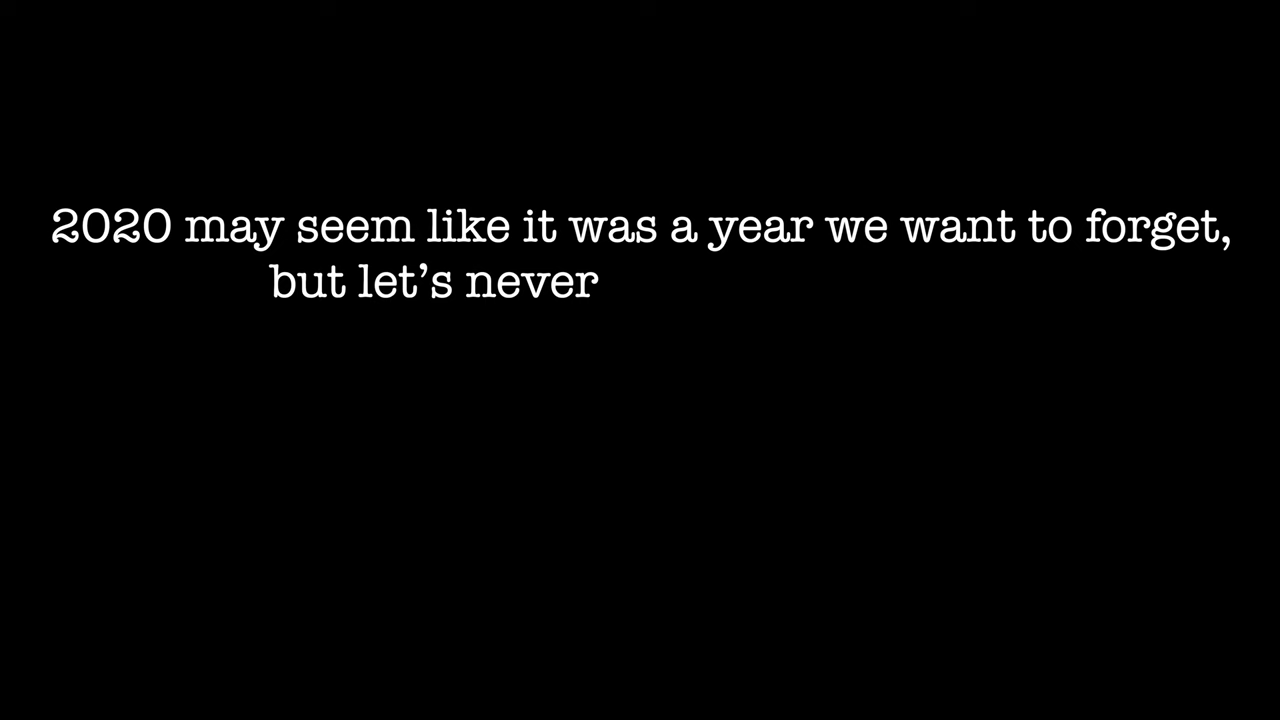 2020 may seem like it was a year we want to forget,
but let’s never